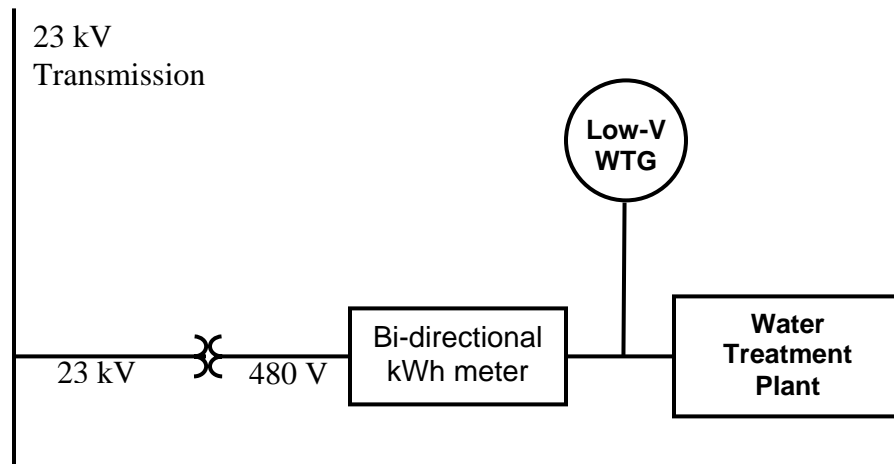 23 kV
Transmission
Low-V
WTG
Bi-directional
kWh meter
Water
Treatment
Plant
23 kV
480 V